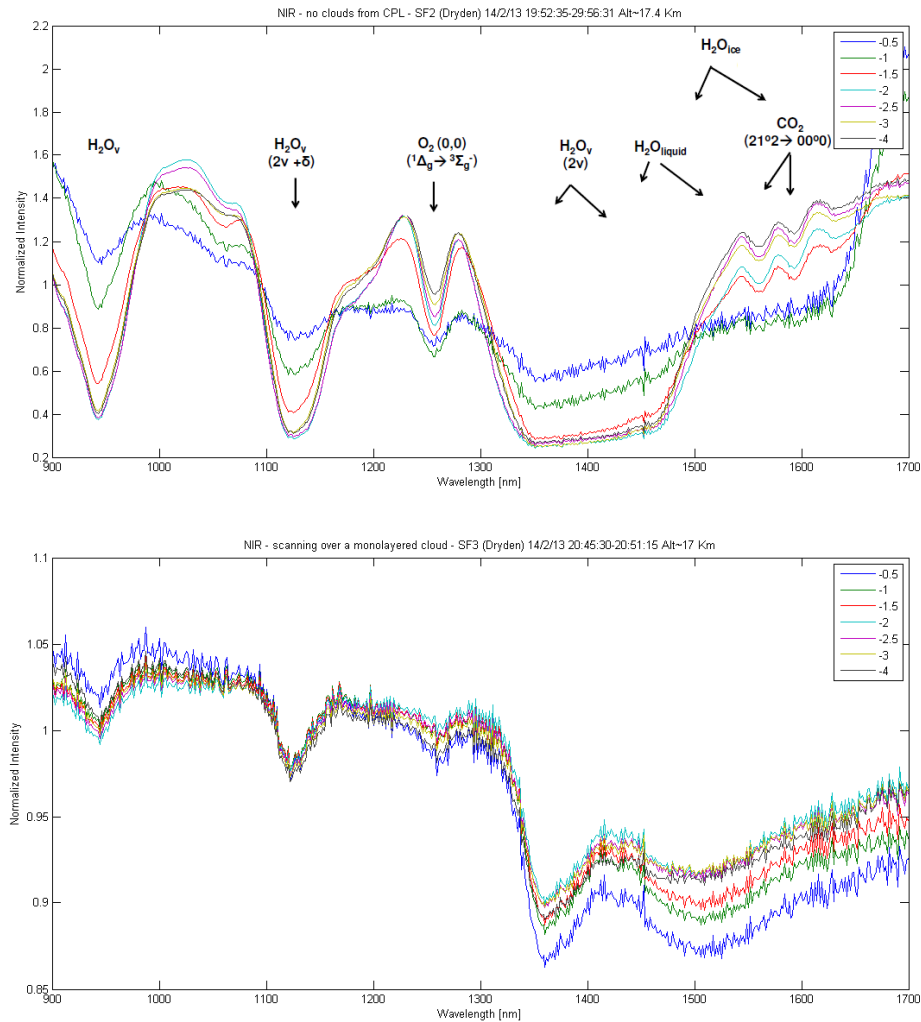 NIR - no clouds from CPL - SF2 (Dryden) 14/2/13 19:52:35-29:56:31 Alt~17.4 Km
2.2
2
1.8
1.6
1.4
1.2
1
0.8
0.6
0.4
0.2
Normalized Intensity
H₂Oᵥ
H₂Oᵥ
(2ν +δ)
O₂ (0,0)
(¹Δg→ ³Σg⁻)
H₂Oᵥ
(2ν)
H₂Oliquid
H₂Oice
CO₂
(21⁰2→ 00⁰0)
-0.5
-1
-1.5
-2
-2.5
-3
-4
900 1000 1100 1200 1300 1400 1500 1600 1700
Wavelength [nm]
NIR - scanning over a monolayered cloud - SF3 (Dryden) 14/2/13 20:45:30-20:51:15 Alt~17 Km
1.1
1.05
1
0.95
0.9
0.85
Normalized Intensity
-0.5
-1
-1.5
-2
-2.5
-3
-4
900 1000 1100 1200 1300 1400 1500 1600 1700
Wavelength [nm]